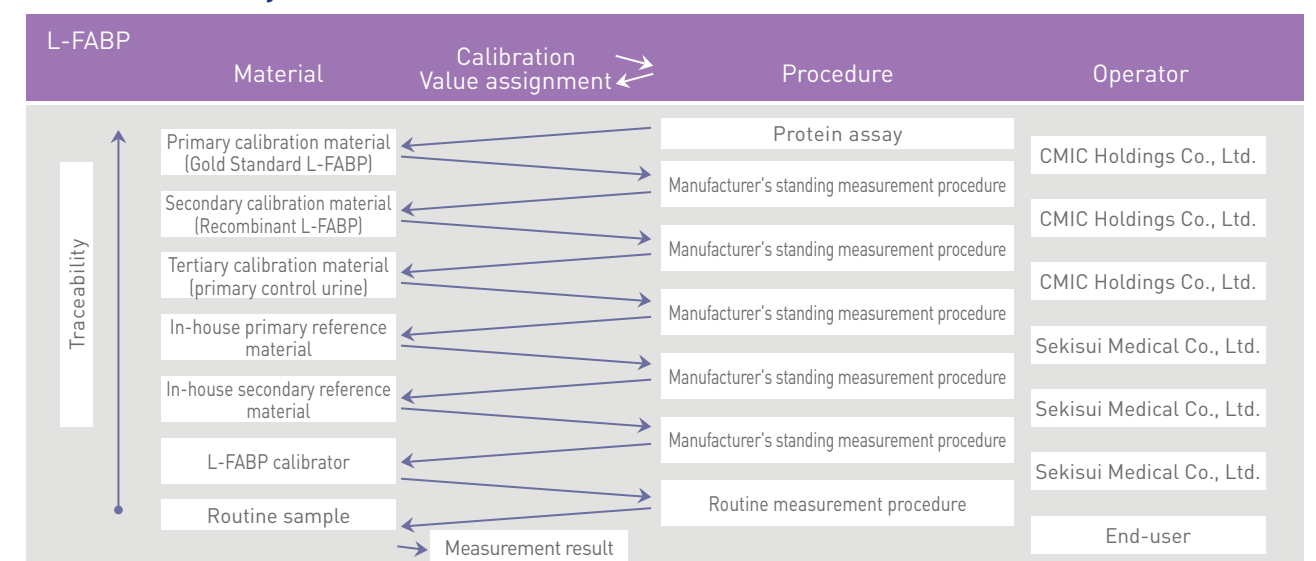 L-FABP
Material
Calibration
Value assignment
Procedure
Operator
Traceability
Primary calibration material
(Gold Standard L-FABP)
Protein assay
CMIC Holdings Co., Ltd.
Manufacturer's standing measurement procedure
Secondary calibration material
(Recombinant L-FABP)
CMIC Holdings Co., Ltd.
Manufacturer's standing measurement procedure
Tertiary calibration material
(primary control urine)
CMIC Holdings Co., Ltd.
Manufacturer's standing measurement procedure
In-house primary reference
material
Sekisui Medical Co., Ltd.
Manufacturer's standing measurement procedure
In-house secondary reference
material
Sekisui Medical Co., Ltd.
Manufacturer's standing measurement procedure
L-FABP calibrator
Sekisui Medical Co., Ltd.
Routine measurement procedure
Routine sample
End-user
Measurement result